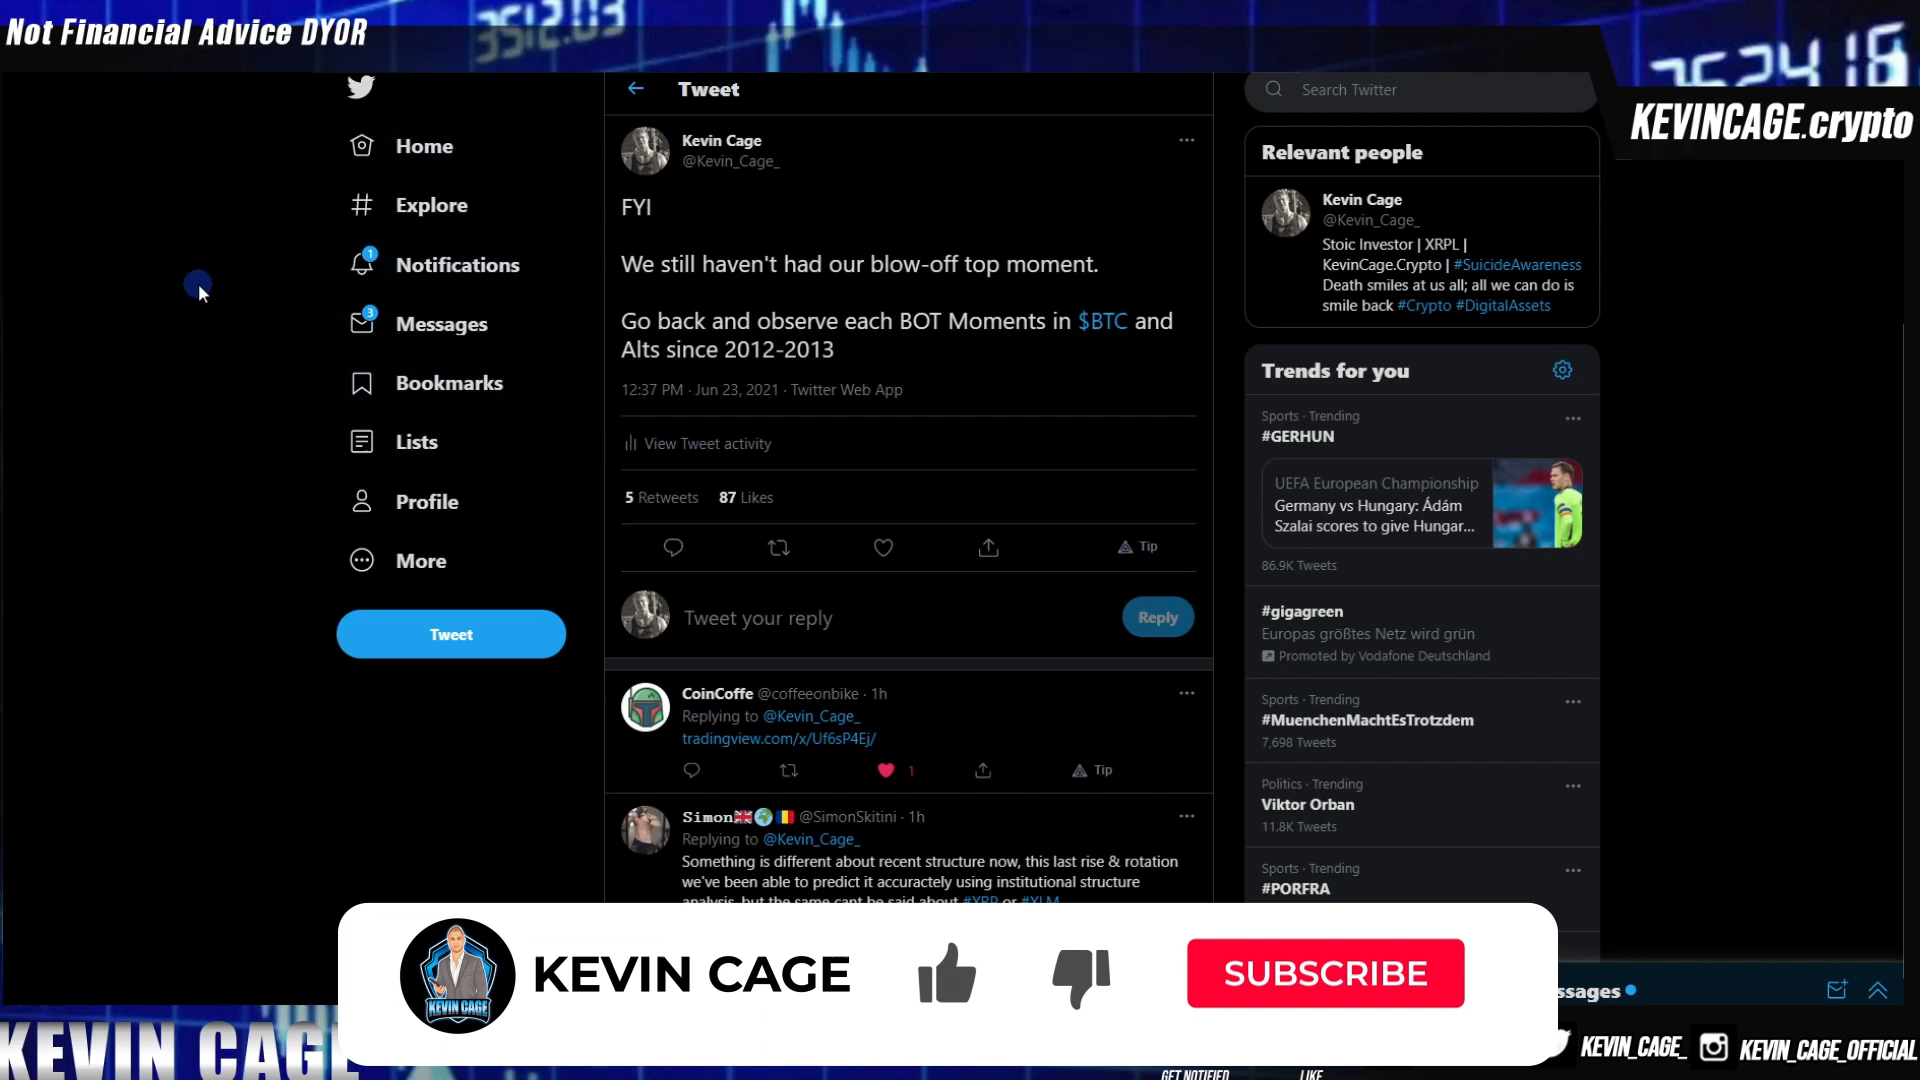 Not Financial Advice DYOR
3512.03
KEVINCAGE.crypto
Home
Explore
1
Notifications
3
Messages
Bookmarks
Lists
Profile
More
Tweet
Tweet
Kevin Cage
@Kevin_Cage_
FYI
We still haven't had our blow-off top moment.
Go back and observe each BOT Moments in $BTC and
Alts since 2012-2013
12:37 PM · Jun 23, 2021 · Twitter Web App
View Tweet activity
5 Retweets 87 Likes
Tip
Tweet your reply
Reply
CoinCoffe @coffeeonbike · 1h
Replying to @Kevin_Cage_
tradingview.com/x/Uf6sP4Ej/
1
Tip
Simon @SimonSkitini · 1h
Replying to @Kevin_Cage_
Something is different about recent structure now, this last rise & rotation
we've been able to predict it accuractely using institutional structure
analysis, but the same cant be said about #XRP or #XLM
Search Twitter
Relevant people
Kevin Cage
@Kevin_Cage_
Stoic Investor | XRPL |
KevinCage.Crypto | #SuicideAwareness
Death smiles at us all; all we can do is
smile back #Crypto #DigitalAssets
Trends for you
Sports · Trending
#GERHUN
UEFA European Championship
Germany vs Hungary: Ádám
Szalai scores to give Hungar...
86.9K Tweets
#gigagreen
Europas größtes Netz wird grün
Promoted by Vodafone Deutschland
Sports · Trending
#MuenchenMachtEsTrotzdem
7,698 Tweets
Politics · Trending
Viktor Orban
11.8K Tweets
Sports · Trending
#PORFRA
ssages
KEVIN CAGE
KEVIN CAGE
SUBSCRIBE
KEVIN CAGE
KEVIN_CAGE_
KEVIN_CAGE_OFFICIAL
GET NOTIFIED
LIKE